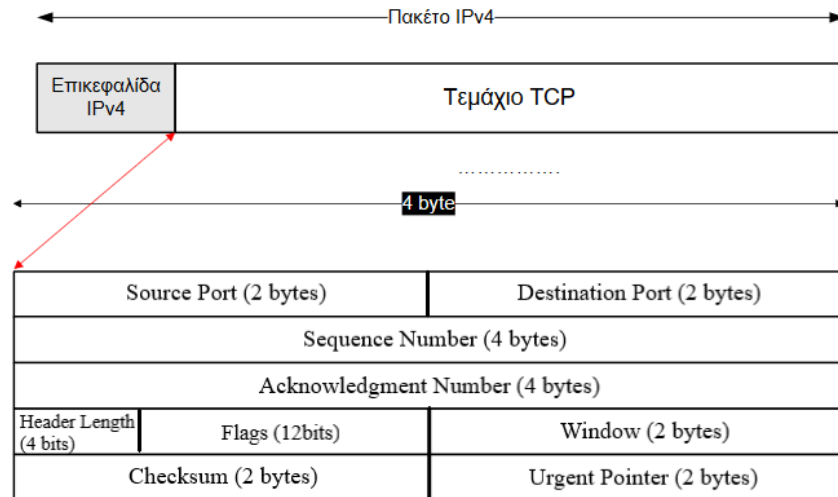 Πακέτο IPv4
Επικεφαλίδα
IPv4
Τεμάχιο TCP
…………….
4 byte
Source Port (2 bytes)
Destination Port (2 bytes)
Sequence Number (4 bytes)
Acknowledgment Number (4 bytes)
Header Length
(4 bits)
Flags (12bits)
Window (2 bytes)
Checksum (2 bytes)
Urgent Pointer (2 bytes)